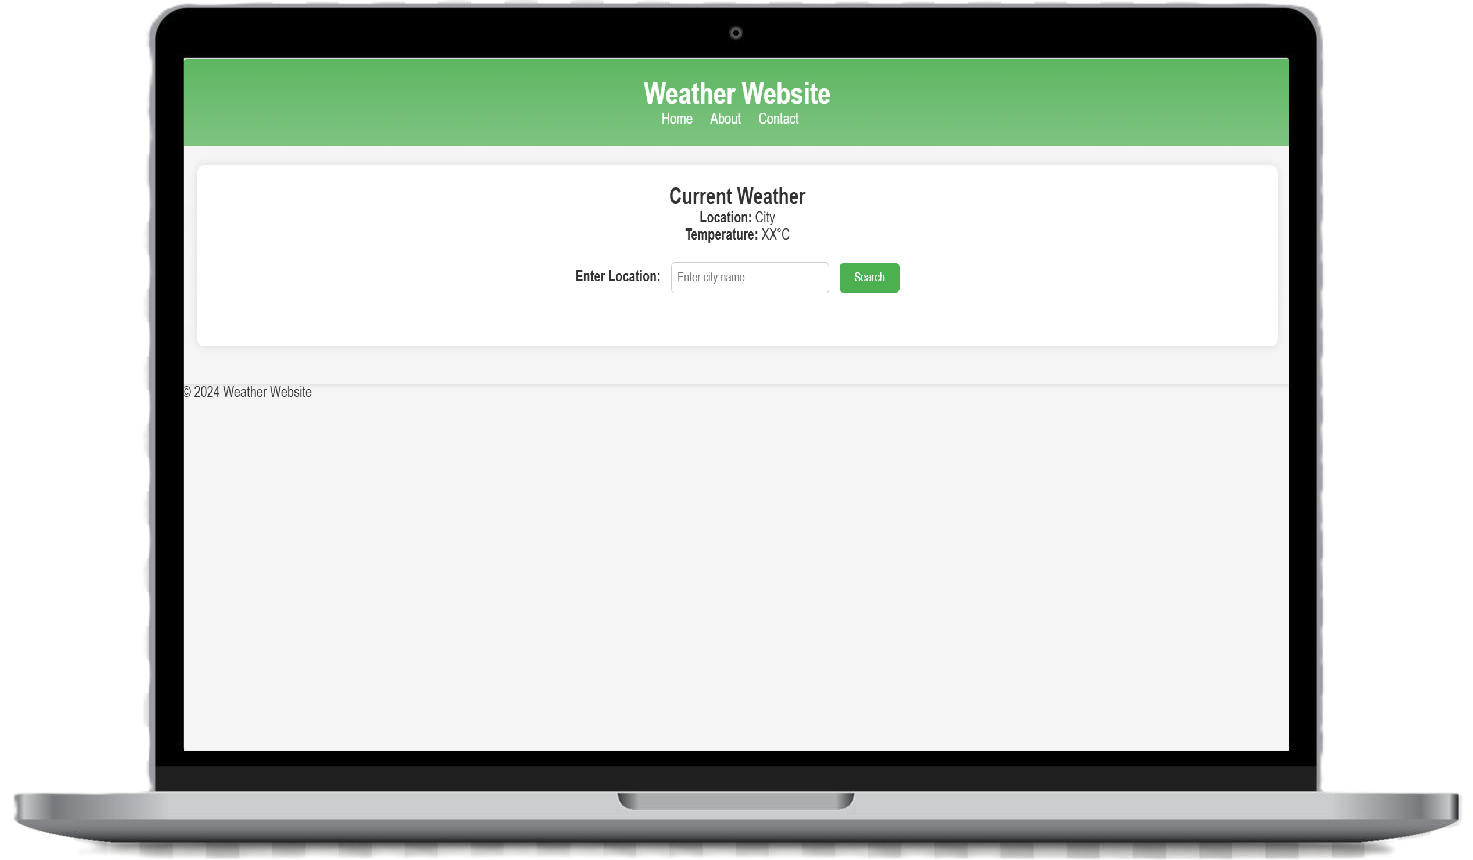 Weather Website
Home About Contact
Current Weather
Location: City
Temperature: XX°C
Enter Location: Enter city name Search
© 2024 Weather Website